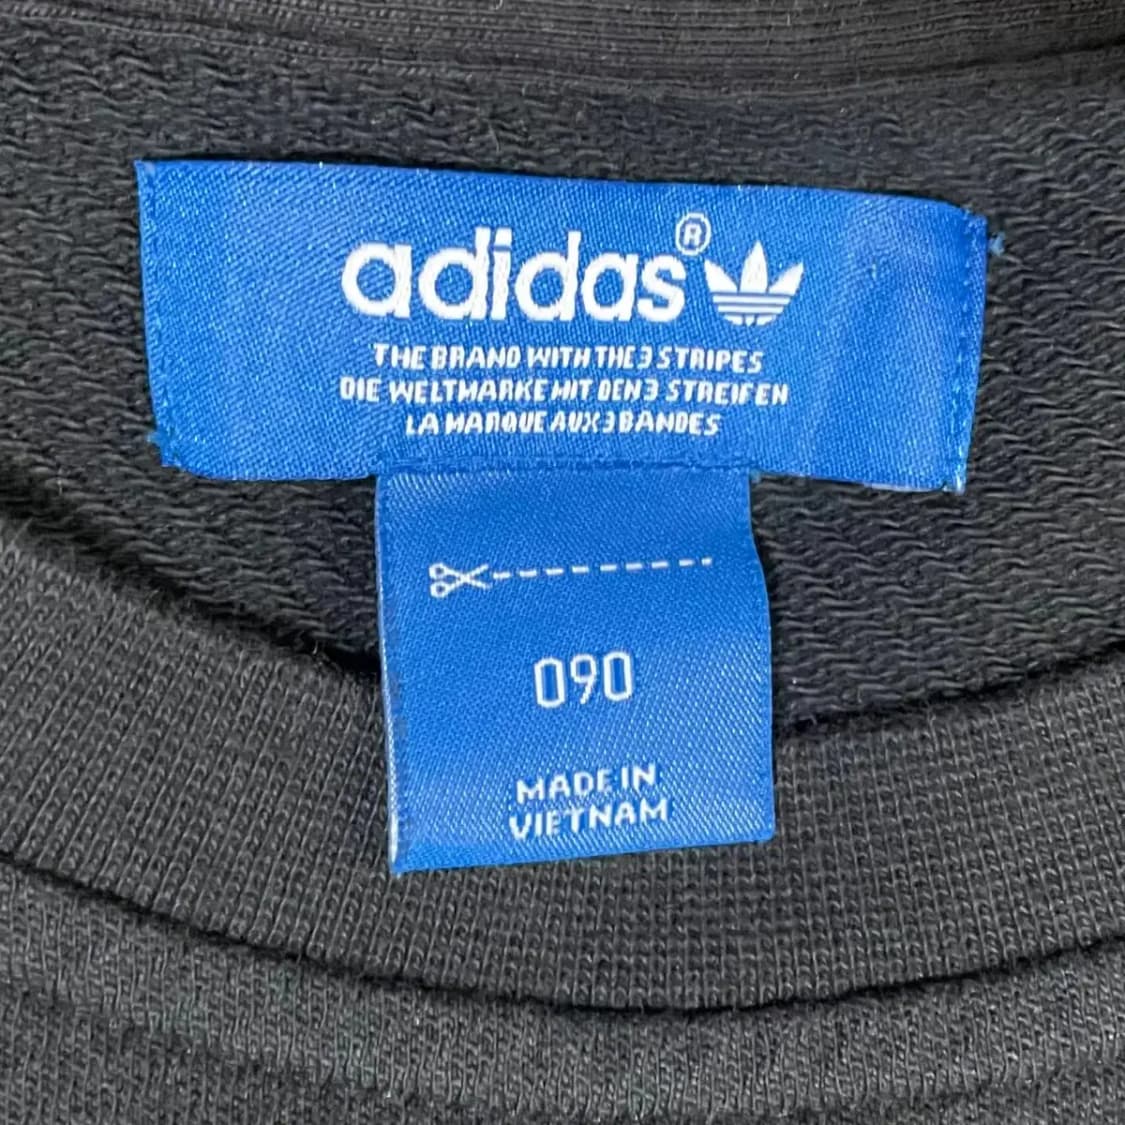 adidas®
THE BRAND WITH THE 3 STRIPES
DIE WELTMARKE MIT DEN 3 STREIFEN
LA MARQUE AUX 3 BANDES
090
MADE IN
VIETNAM